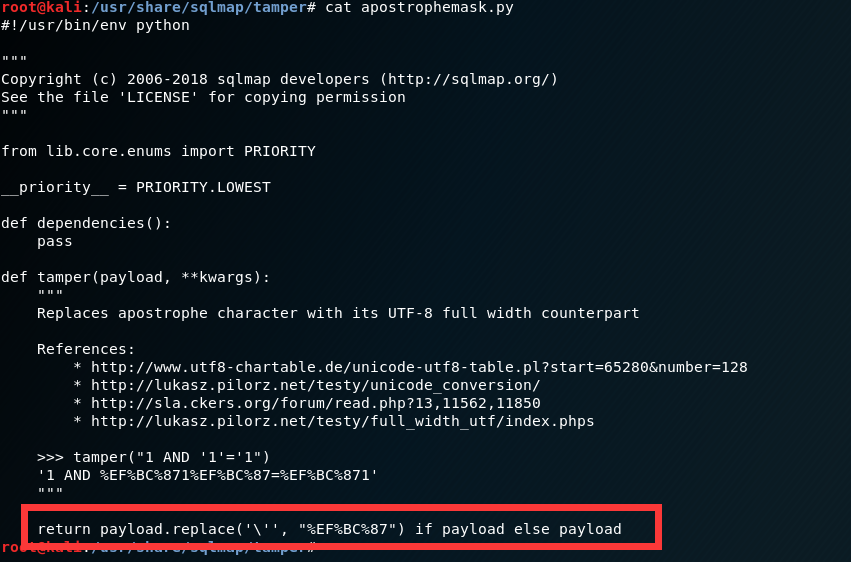 root@kali:/usr/share/sqlmap/tamper# cat apostrophemask.py
#!/usr/bin/env python

"""
Copyright (c) 2006-2018 sqlmap developers (http://sqlmap.org/)
See the file 'LICENSE' for copying permission
"""

from lib.core.enums import PRIORITY

__priority__ = PRIORITY.LOWEST

def dependencies():
    pass

def tamper(payload, **kwargs):
    """
    Replaces apostrophe character with its UTF-8 full width counterpart

    References:
        * http://www.utf8-chartable.de/unicode-utf8-table.pl?start=65280&number=128
        * http://lukasz.pilorz.net/testy/unicode_conversion/
        * http://sla.ckers.org/forum/read.php?13,11562,11850
        * http://lukasz.pilorz.net/testy/full_width_utf/index.phps

    >>> tamper("1 AND '1'='1")
    '1 AND %EF%BC%871%EF%BC%87=%EF%BC%871'
    """

    return payload.replace('\'', "%EF%BC%87") if payload else payload
root@kali:/usr/share/sqlmap/tamper#